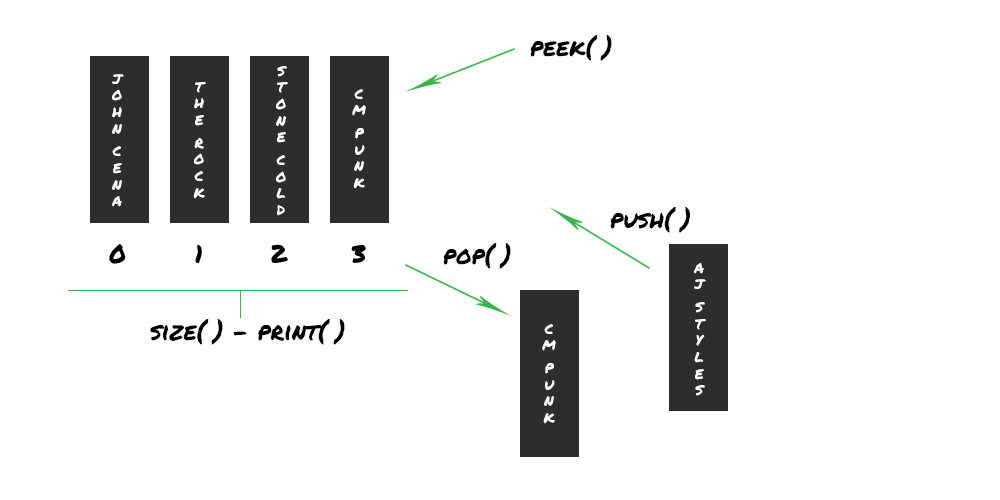 PEEK()
JOHN CENA
THE ROCK
STONE COLD
CM PUNK
0 1 2 3
SIZE() - PRINT()
POP()
CM PUNK
PUSH()
AJ STYLES